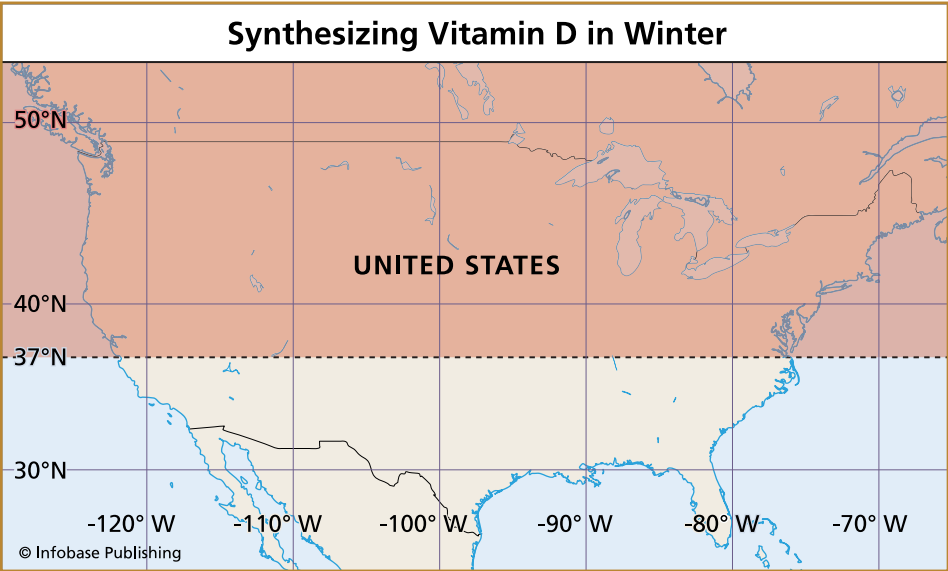 Synthesizing Vitamin D in Winter
50°N
UNITED STATES
40°N
37°N
30°N
-120° W -110° W -100° W -90° W -80° W -70° W
© Infobase Publishing